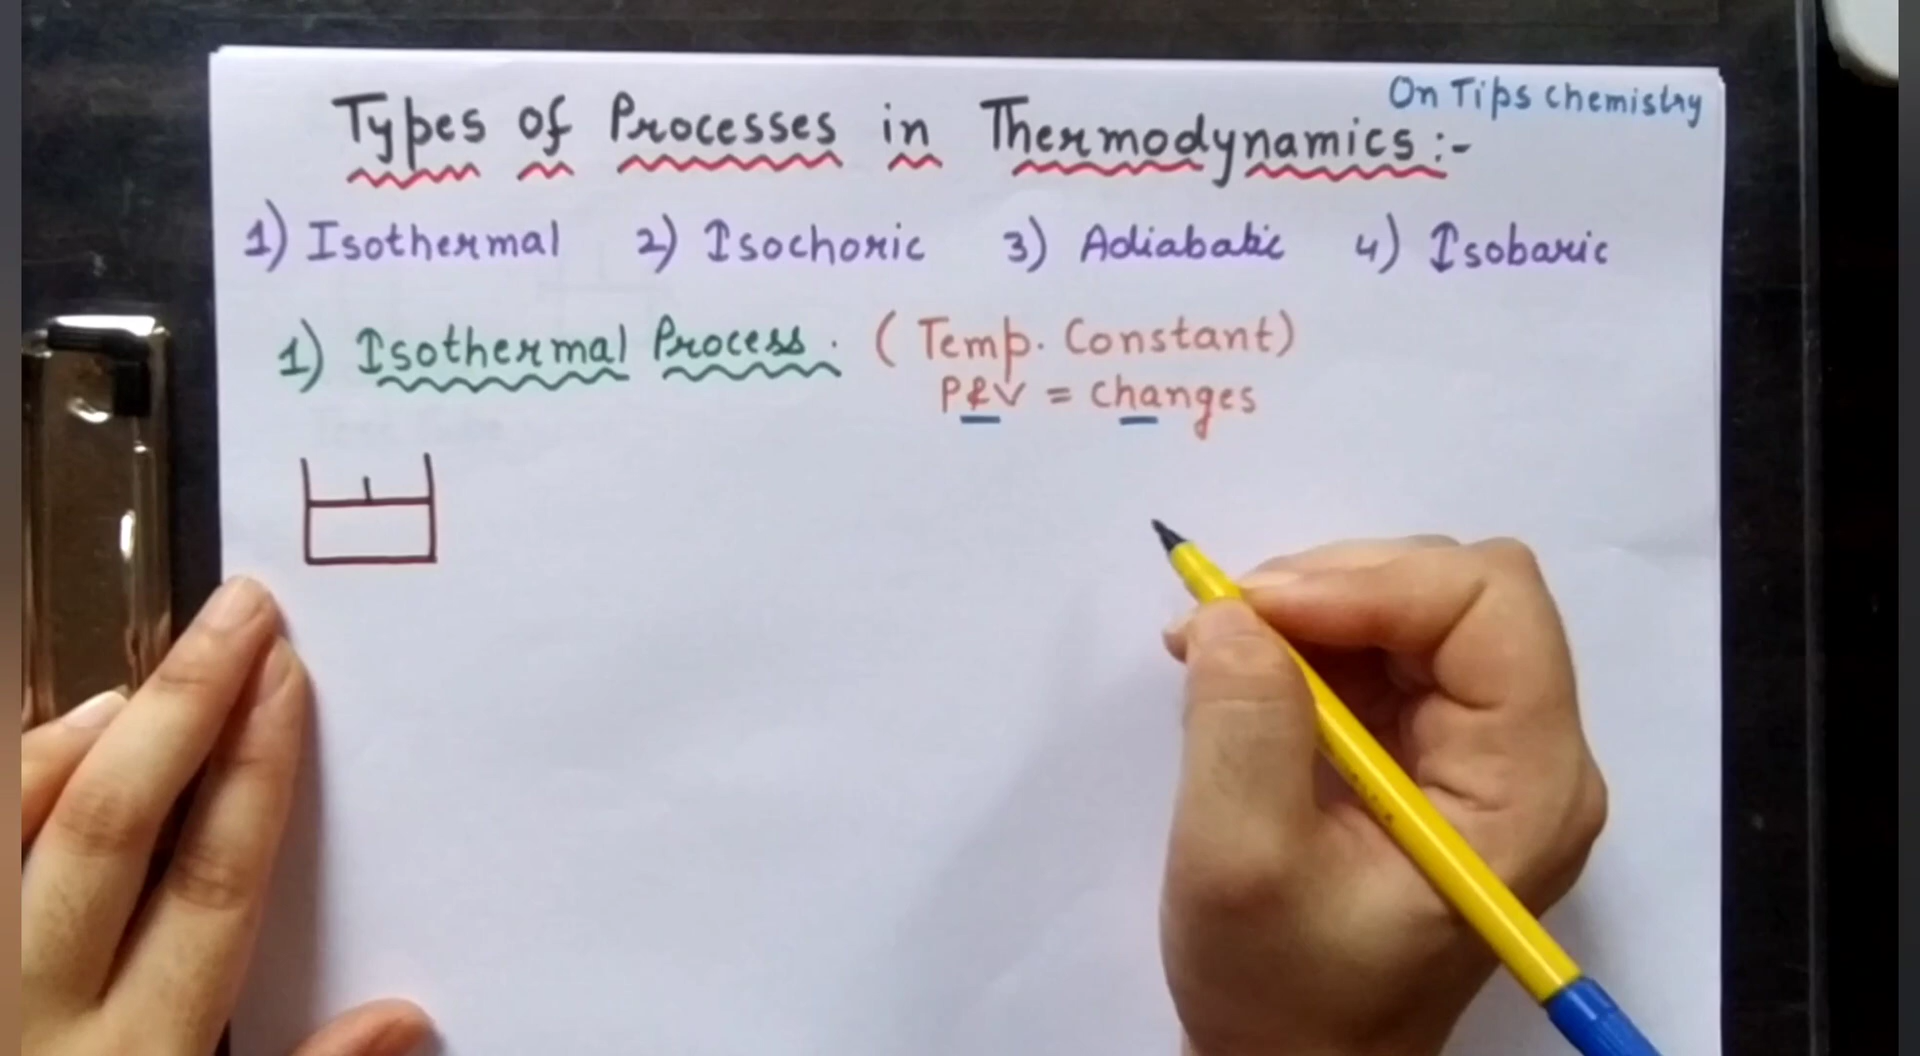 On Tips chemistry
Types of Processes in Thermodynamics:-
1) Isothermal 2) Isochoric 3) Adiabatic 4) Isobaric
1) Isothermal Process. (Temp. Constant)
P&V = Changes